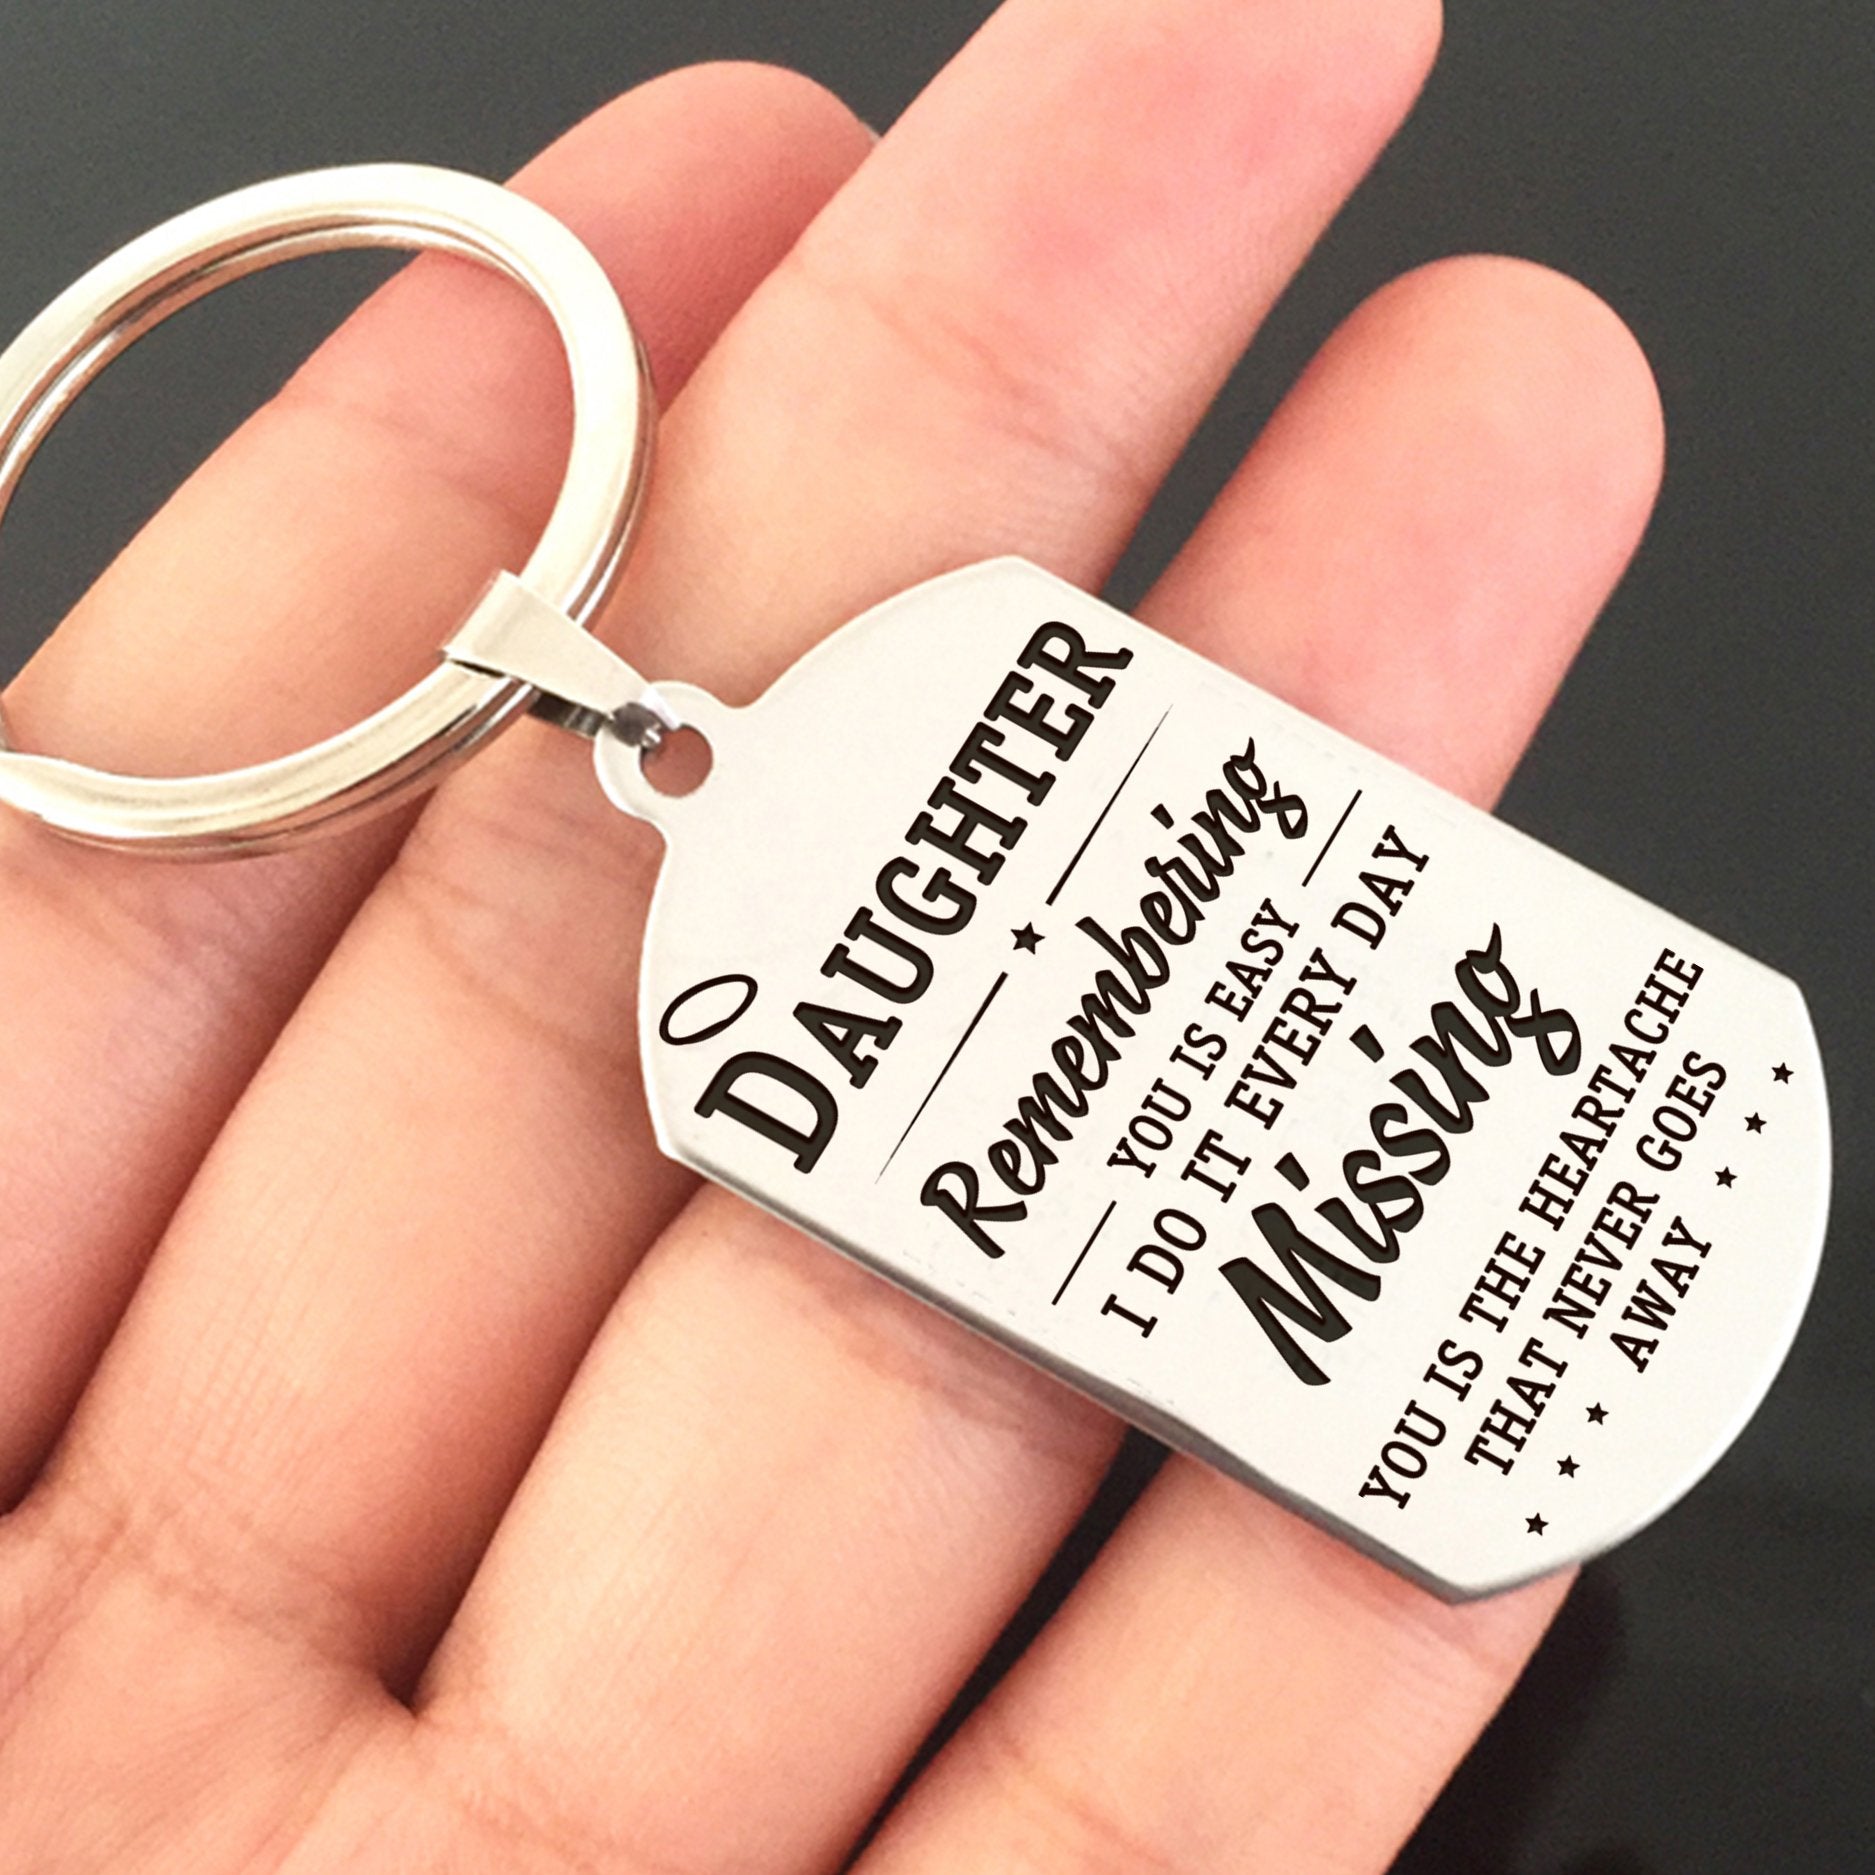 DAUGHTER
Remembering
YOU IS EASY
I DO IT EVERY DAY
Missing
YOU IS THE HEARTACHE
THAT NEVER GOES
AWAY